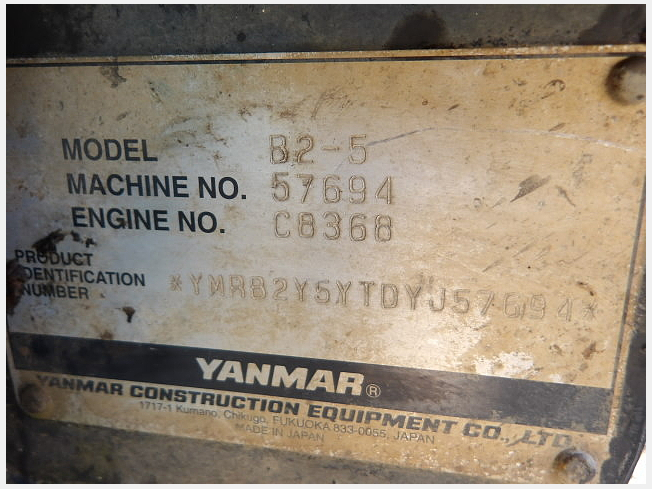 MODEL B2-5
MACHINE NO. 57694
ENGINE NO. C8368
PRODUCT
IDENTIFICATION
NUMBER *YMRB2Y5YTDYJ57694*
YANMAR®
YANMAR CONSTRUCTION EQUIPMENT CO., LTD.
1717-1 Kumano, Chikugo, FUKUOKA 833-0055, JAPAN
MADE IN JAPAN